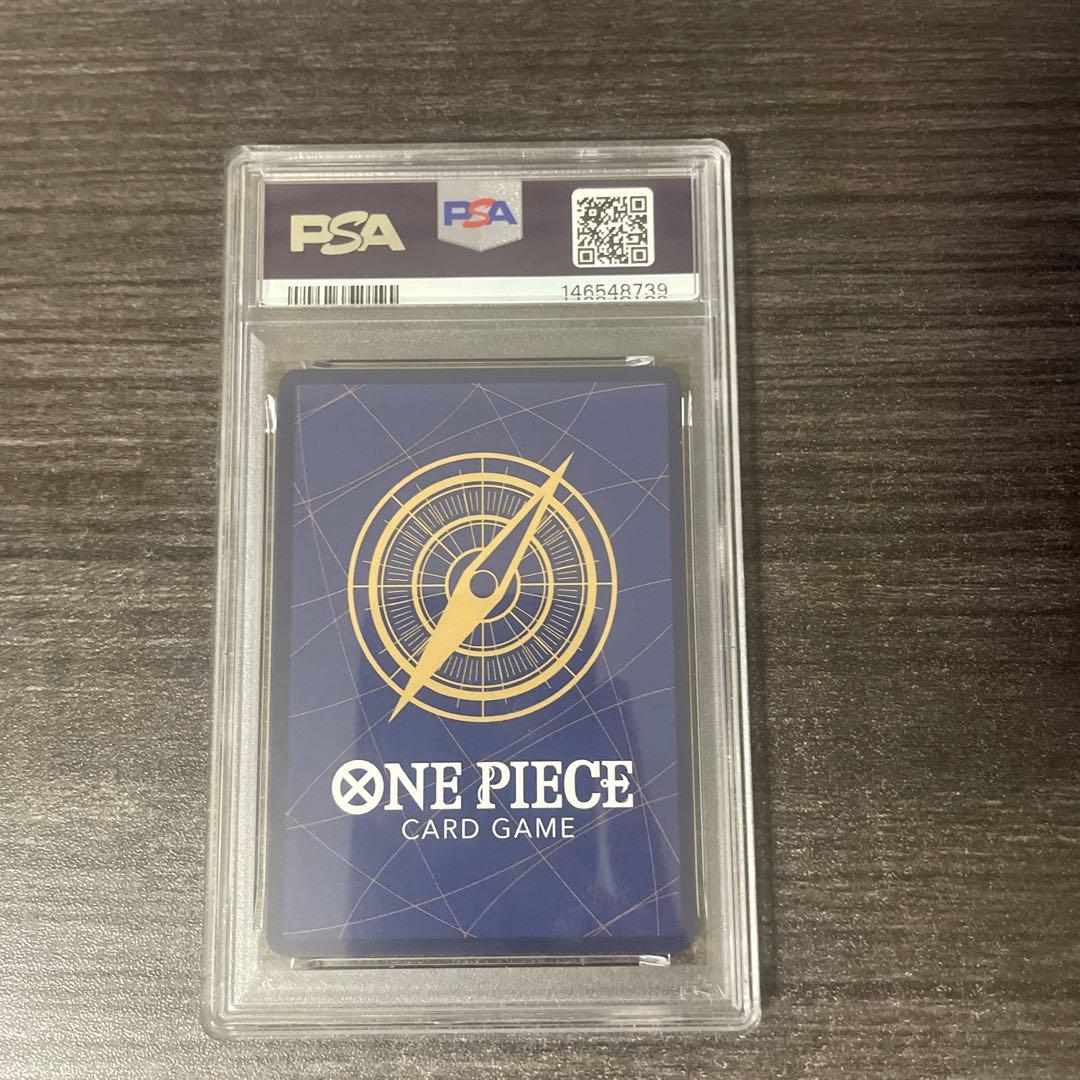 PSA
PSA
146548739
ONE PIECE
CARD GAME